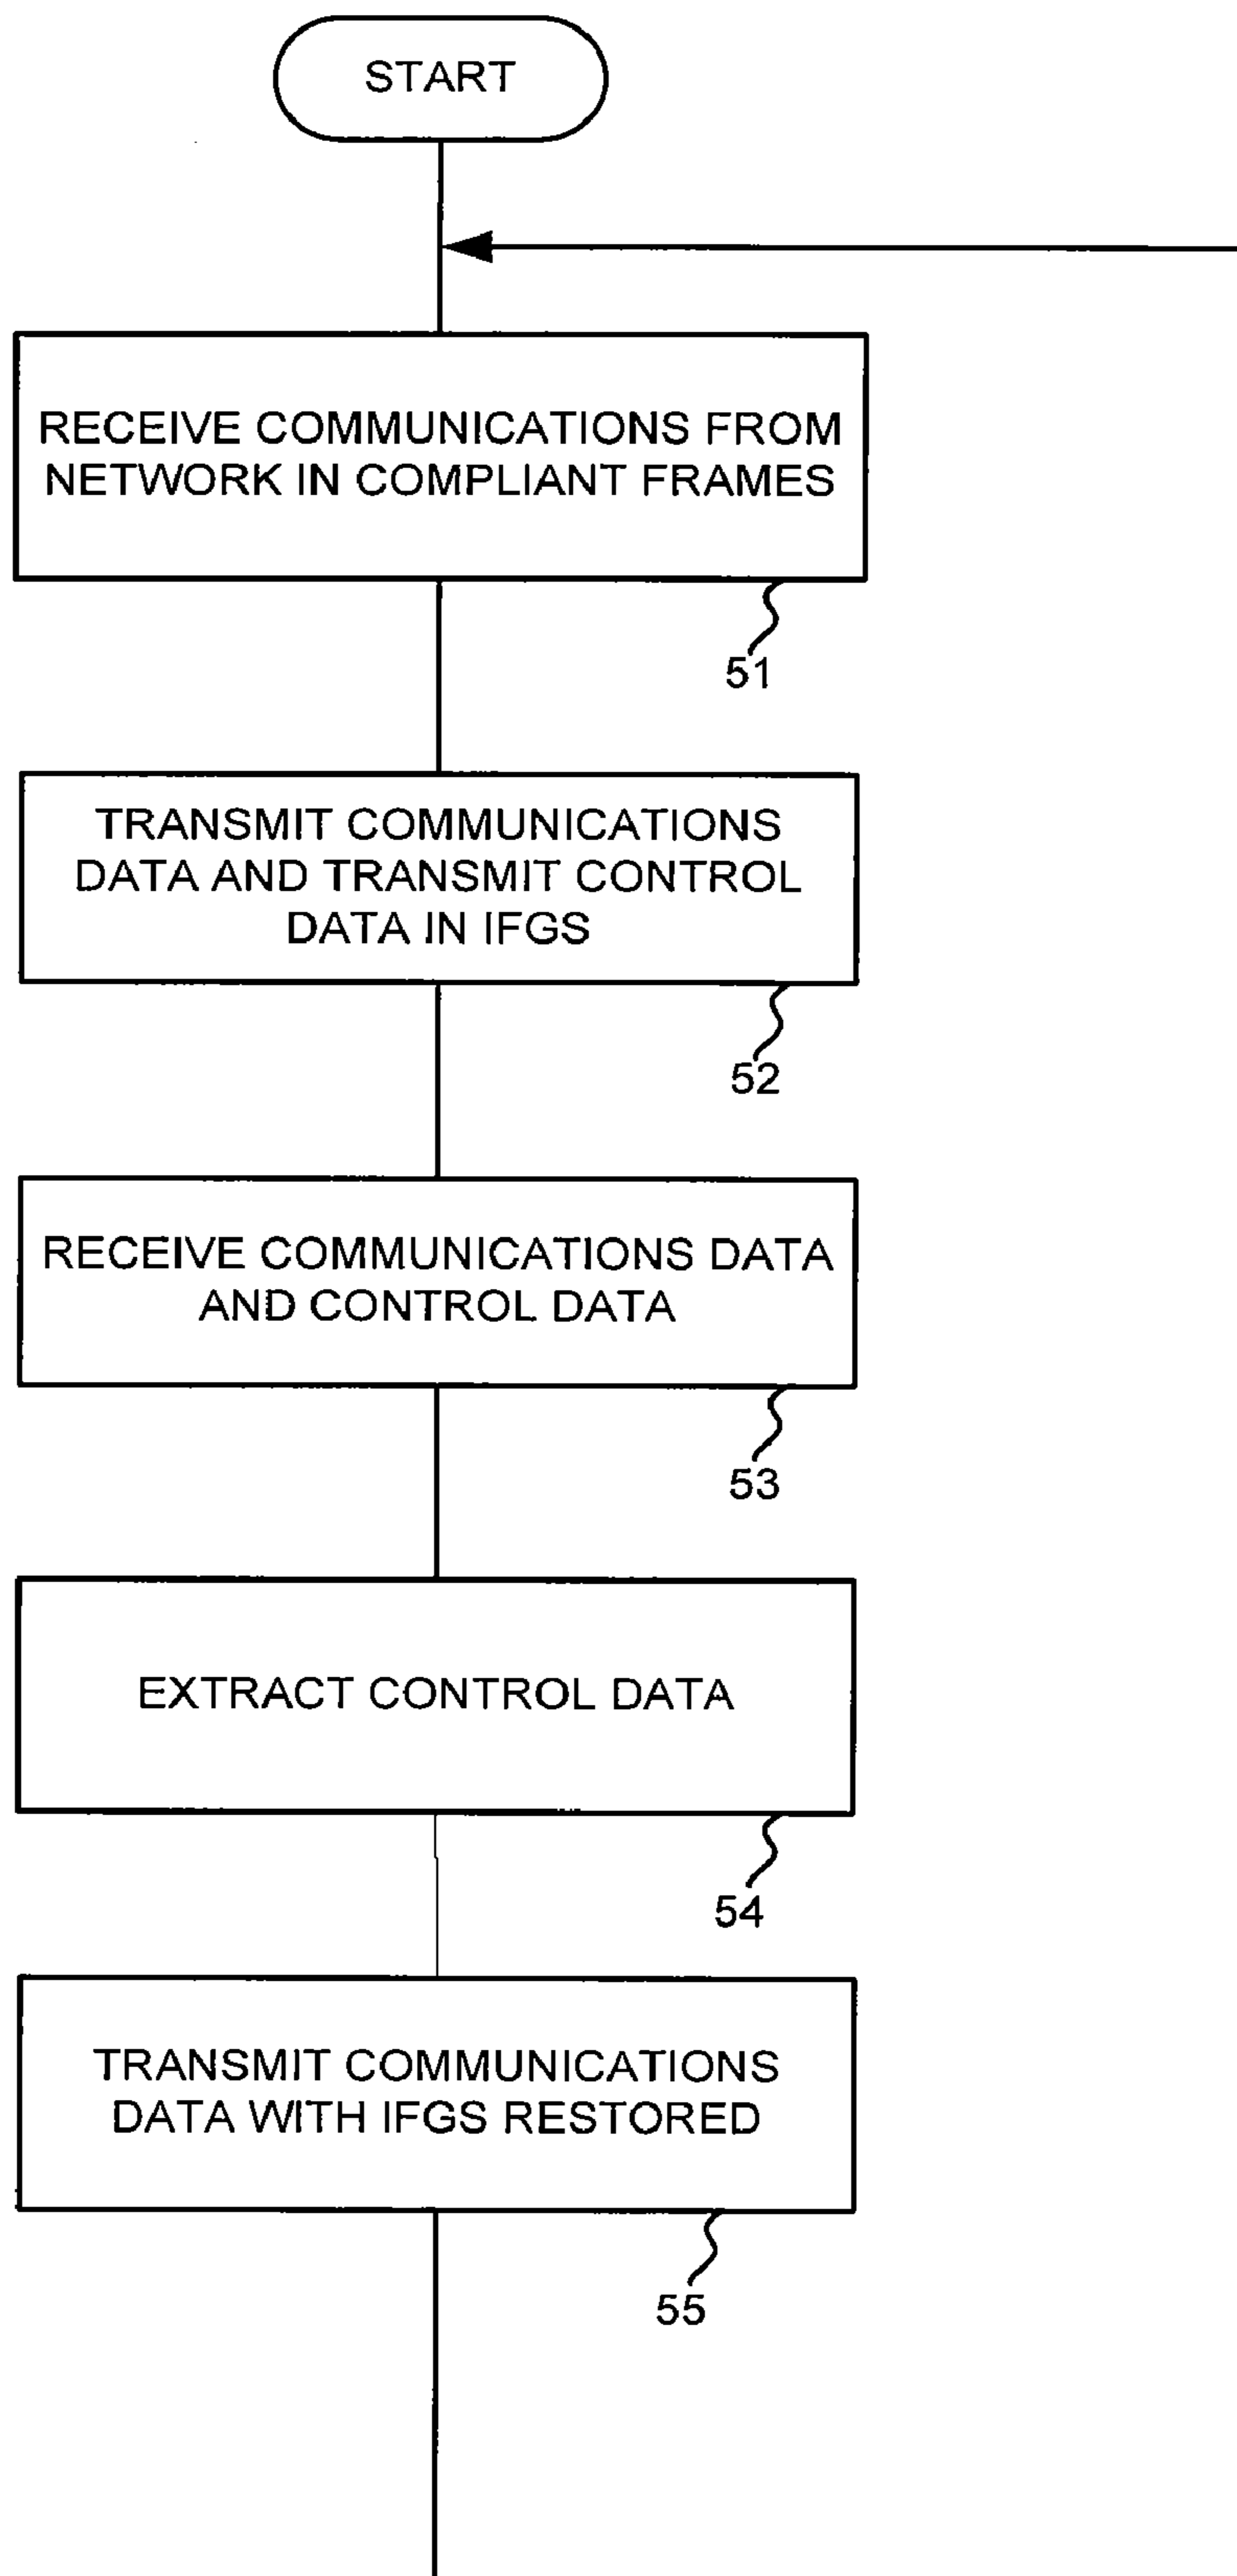 START
RECEIVE COMMUNICATIONS FROM
NETWORK IN COMPLIANT FRAMES
51
TRANSMIT COMMUNICATIONS
DATA AND TRANSMIT CONTROL
DATA IN IFGS
52
RECEIVE COMMUNICATIONS DATA
AND CONTROL DATA
53
EXTRACT CONTROL DATA
54
TRANSMIT COMMUNICATIONS
DATA WITH IFGS RESTORED
55